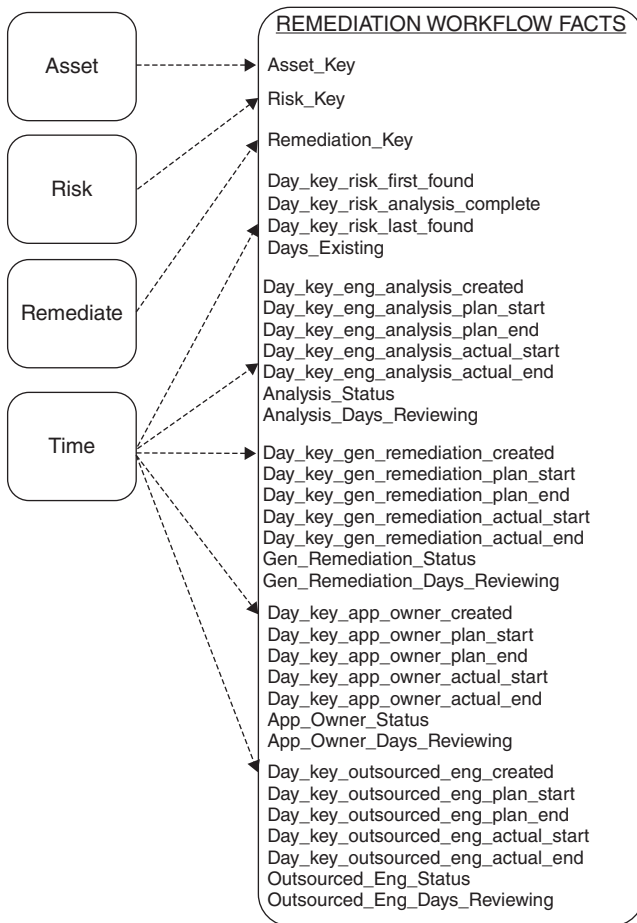 REMEDIATION WORKFLOW FACTS
Asset
Asset_Key
Risk_Key
Risk
Remediation_Key
Day_key_risk_first_found
Day_key_risk_analysis_complete
Day_key_risk_last_found
Days_Existing
Remediate
Day_key_eng_analysis_created
Day_key_eng_analysis_plan_start
Day_key_eng_analysis_plan_end
Day_key_eng_analysis_actual_start
Day_key_eng_analysis_actual_end
Analysis_Status
Analysis_Days_Reviewing
Time
Day_key_gen_remediation_created
Day_key_gen_remediation_plan_start
Day_key_gen_remediation_plan_end
Day_key_gen_remediation_actual_start
Day_key_gen_remediation_actual_end
Gen_Remediation_Status
Gen_Remediation_Days_Reviewing
Day_key_app_owner_created
Day_key_app_owner_plan_start
Day_key_app_owner_plan_end
Day_key_app_owner_actual_start
Day_key_app_owner_actual_end
App_Owner_Status
App_Owner_Days_Reviewing
Day_key_outsourced_eng_created
Day_key_outsourced_eng_plan_start
Day_key_outsourced_eng_plan_end
Day_key_outsourced_eng_actual_start
Day_key_outsourced_eng_actual_end
Outsourced_Eng_Status
Outsourced_Eng_Days_Reviewing